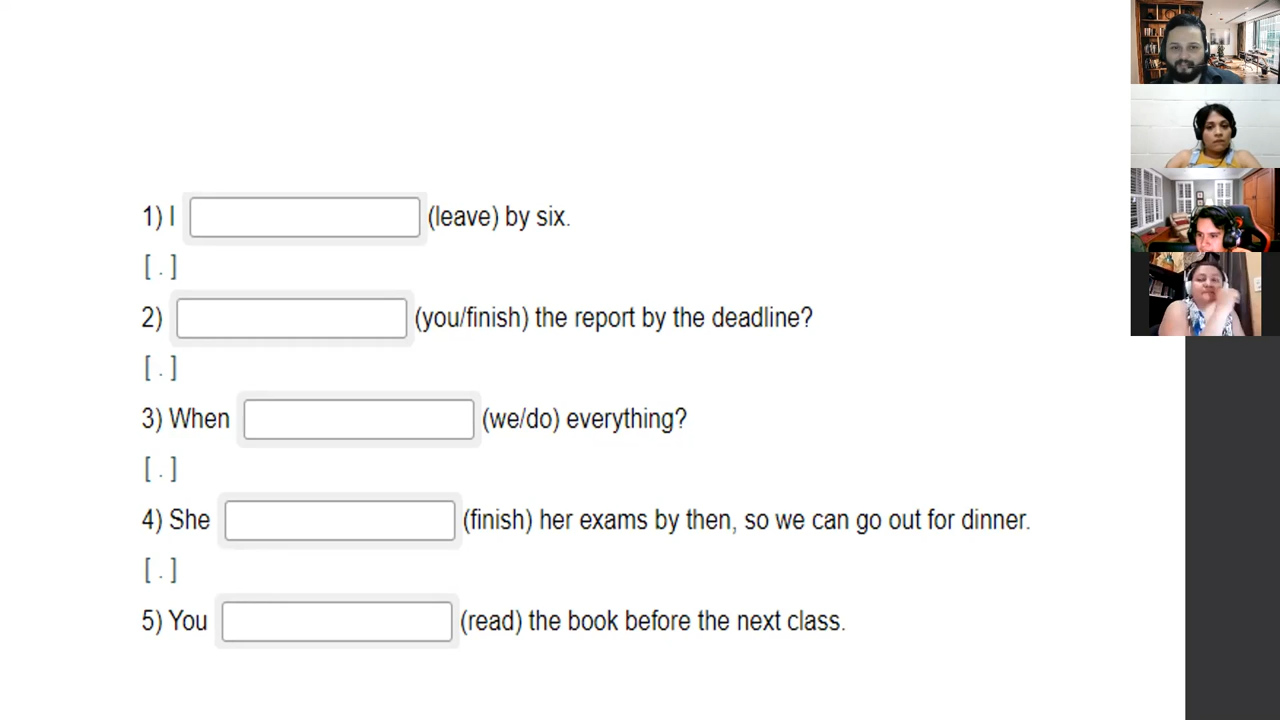 1) I (leave) by six.
[ . ]
2) (you/finish) the report by the deadline?
[ . ]
3) When (we/do) everything?
[ . ]
4) She (finish) her exams by then, so we can go out for dinner.
[ . ]
5) You (read) the book before the next class.